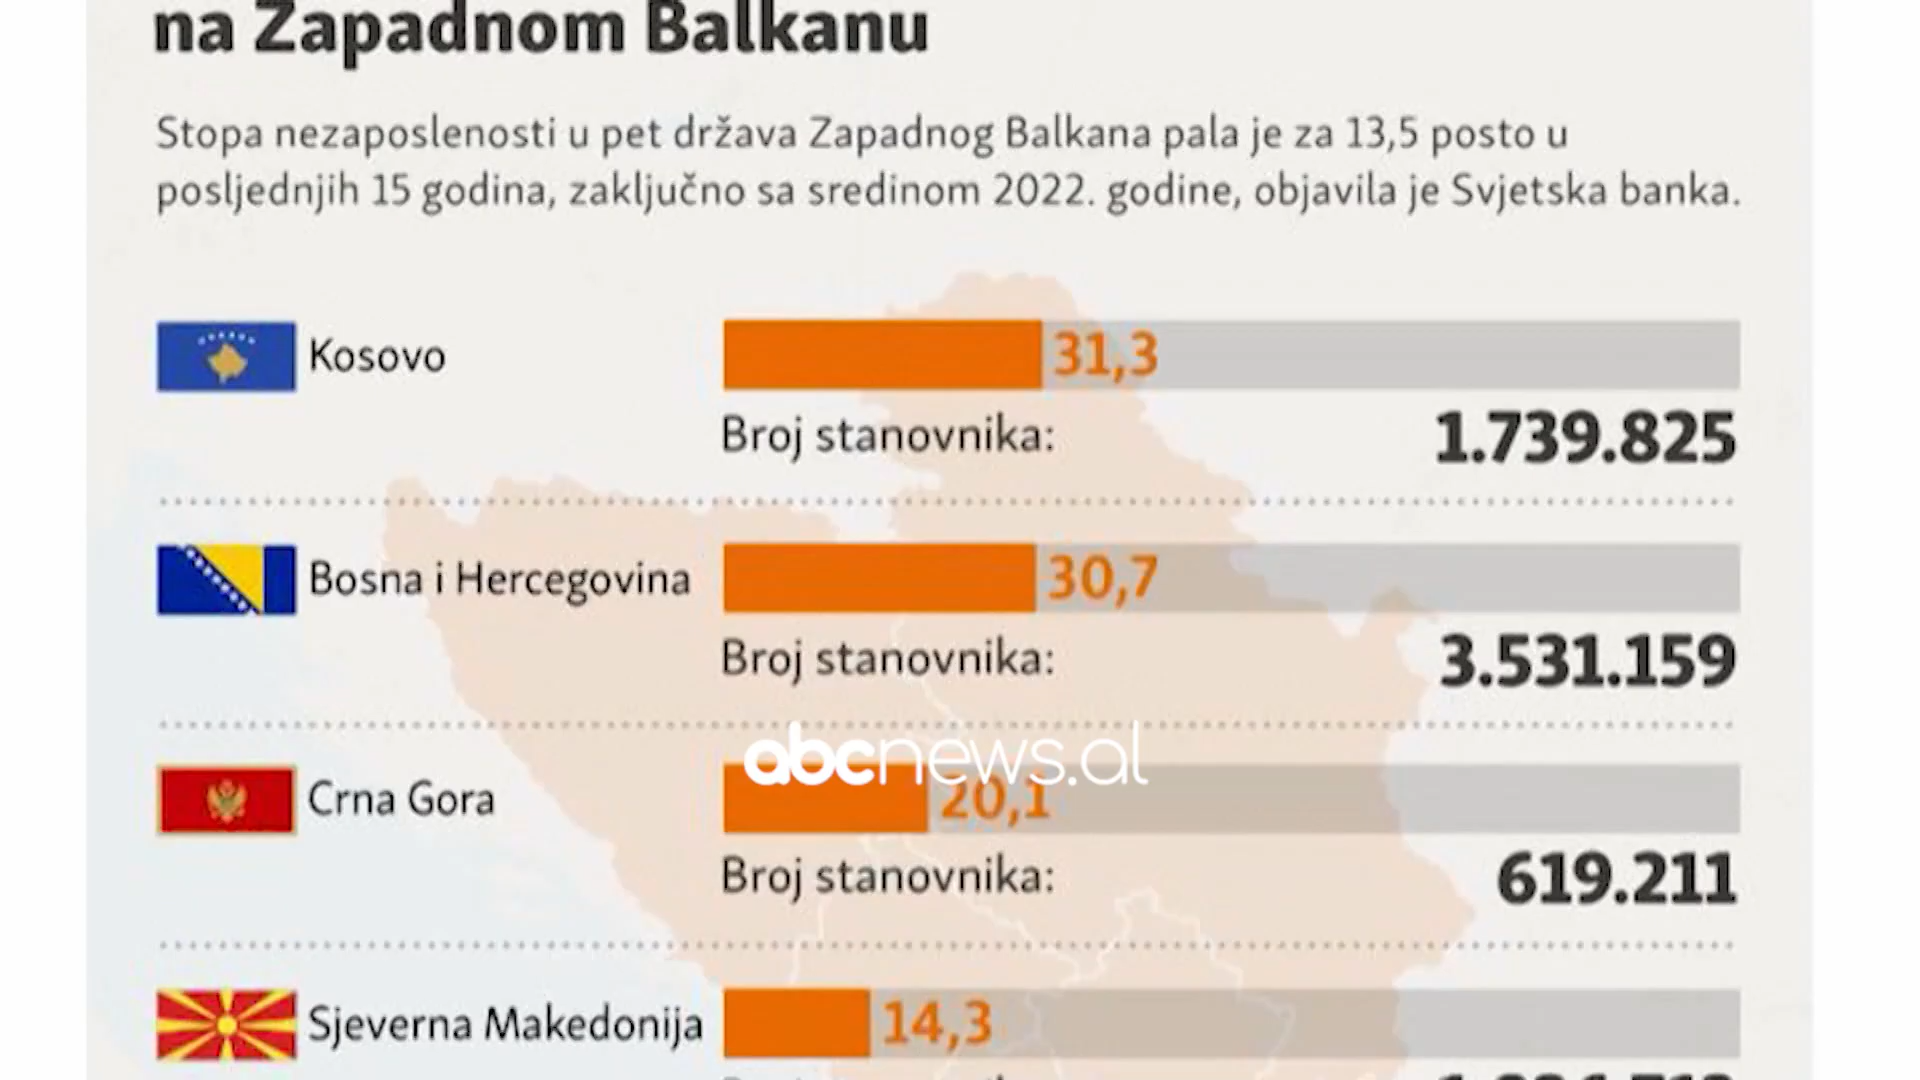 na Zapadnom Balkanu
Stopa nezaposlenosti u pet država Zapadnog Balkana pala je za 13,5 posto u
posljednjih 15 godina, zaključno sa sredinom 2022. godine, objavila je Svjetska banka.
Kosovo 31,3
Broj stanovnika: 1.739.825
Bosna i Hercegovina 30,7
Broj stanovnika: 3.531.159
abcnews.al
Crna Gora 20,1
Broj stanovnika: 619.211
Sjeverna Makedonija 14,3